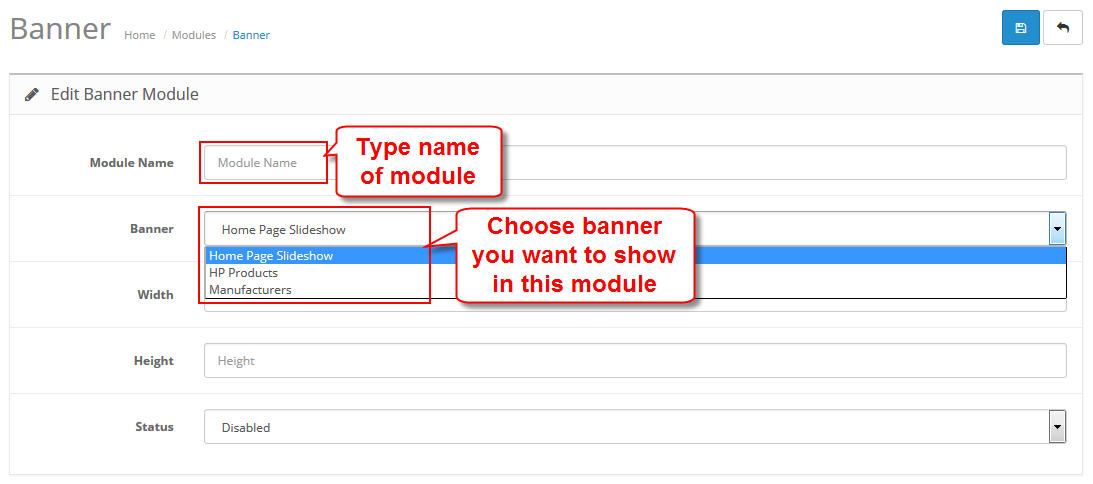 Banner Home / Modules / Banner
Edit Banner Module
Module Name Module Name
Type name
of module
Banner Home Page Slideshow
Home Page Slideshow
HP Products
Manufacturers
Choose banner
you want to show
in this module
Width
Height Height
Status Disabled